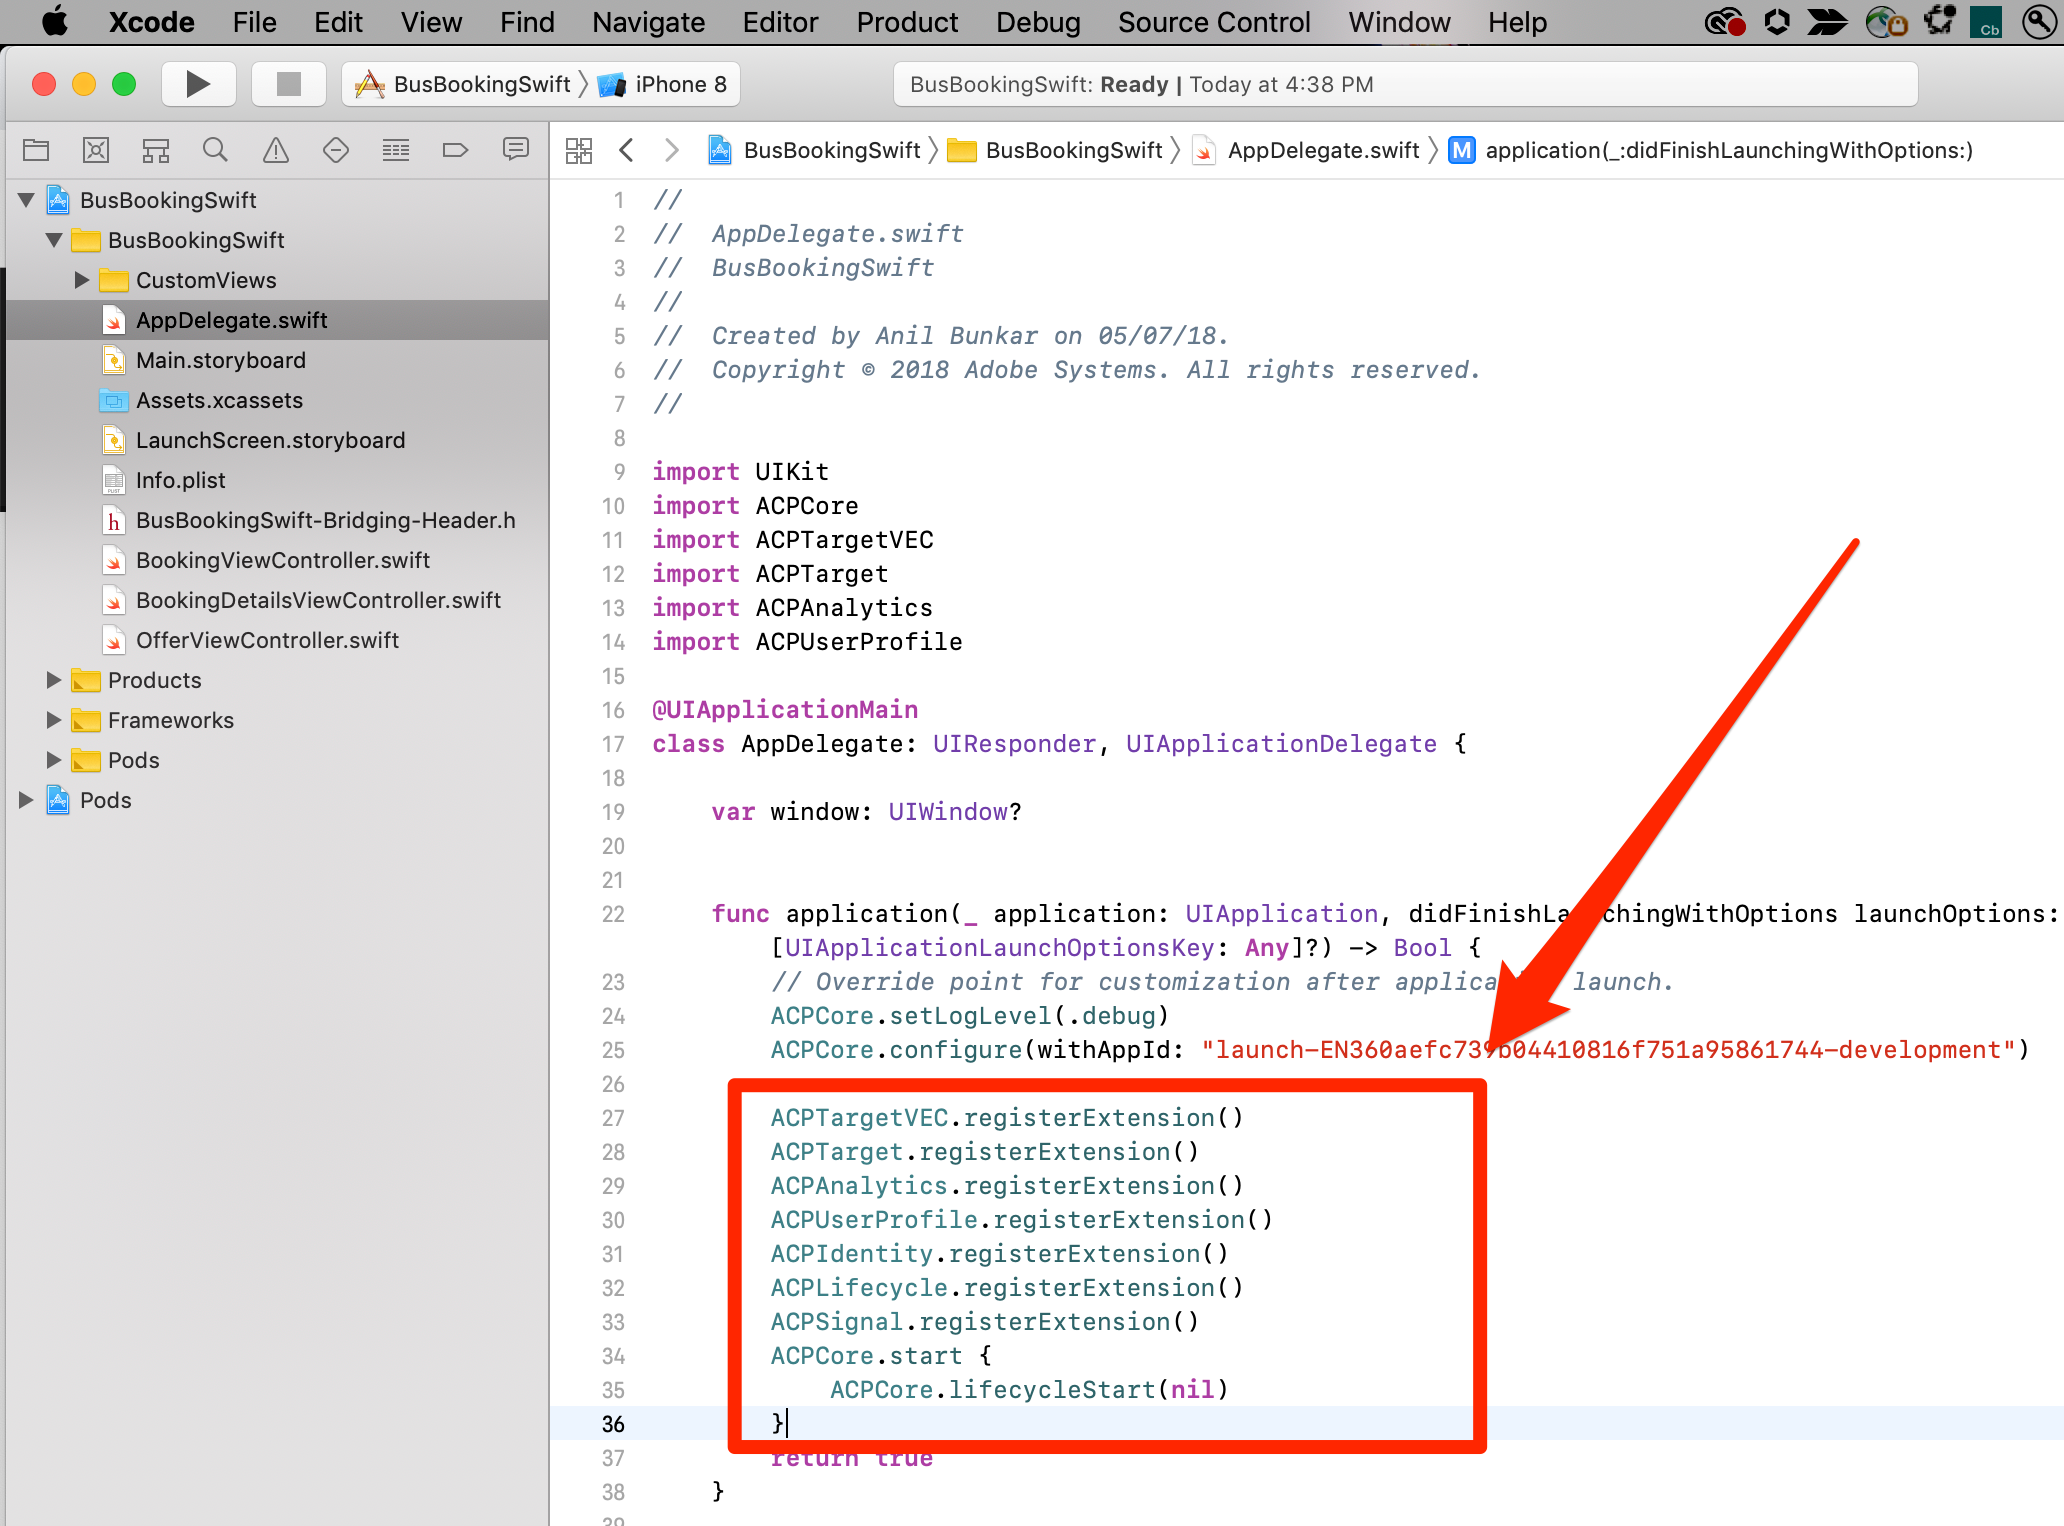 Xcode File Edit View Find Navigate Editor Product Debug Source Control Window Help
Cb
BusBookingSwift iPhone 8
BusBookingSwift: Ready | Today at 4:38 PM
BusBookingSwift BusBookingSwift AppDelegate.swift M application(_:didFinishLaunchingWithOptions:)
BusBookingSwift
BusBookingSwift
CustomViews
AppDelegate.swift
Main.storyboard
Assets.xcassets
LaunchScreen.storyboard
Info.plist
h BusBookingSwift-Bridging-Header.h
BookingViewController.swift
BookingDetailsViewController.swift
OfferViewController.swift
Products
Frameworks
Pods
Pods
1 //
2 //  AppDelegate.swift
3 //  BusBookingSwift
4 //
5 //  Created by Anil Bunkar on 05/07/18.
6 //  Copyright © 2018 Adobe Systems. All rights reserved.
7 //
8
9 import UIKit
10 import ACPCore
11 import ACPTargetVEC
12 import ACPTarget
13 import ACPAnalytics
14 import ACPUserProfile
15
16 @UIApplicationMain
17 class AppDelegate: UIResponder, UIApplicationDelegate {
18
19     var window: UIWindow?
20
21
22     func application(_ application: UIApplication, didFinishLaunchingWithOptions launchOptions:
[UIApplicationLaunchOptionsKey: Any]?) -> Bool {
23         // Override point for customization after application launch.
24         ACPCore.setLogLevel(.debug)
25         ACPCore.configure(withAppId: "launch-EN360aefc739b04410816f751a95861744-development")
26
27         ACPTargetVEC.registerExtension()
28         ACPTarget.registerExtension()
29         ACPAnalytics.registerExtension()
30         ACPUserProfile.registerExtension()
31         ACPIdentity.registerExtension()
32         ACPLifecycle.registerExtension()
33         ACPSignal.registerExtension()
34         ACPCore.start {
35             ACPCore.lifecycleStart(nil)
36         }
37         return true
38     }
39